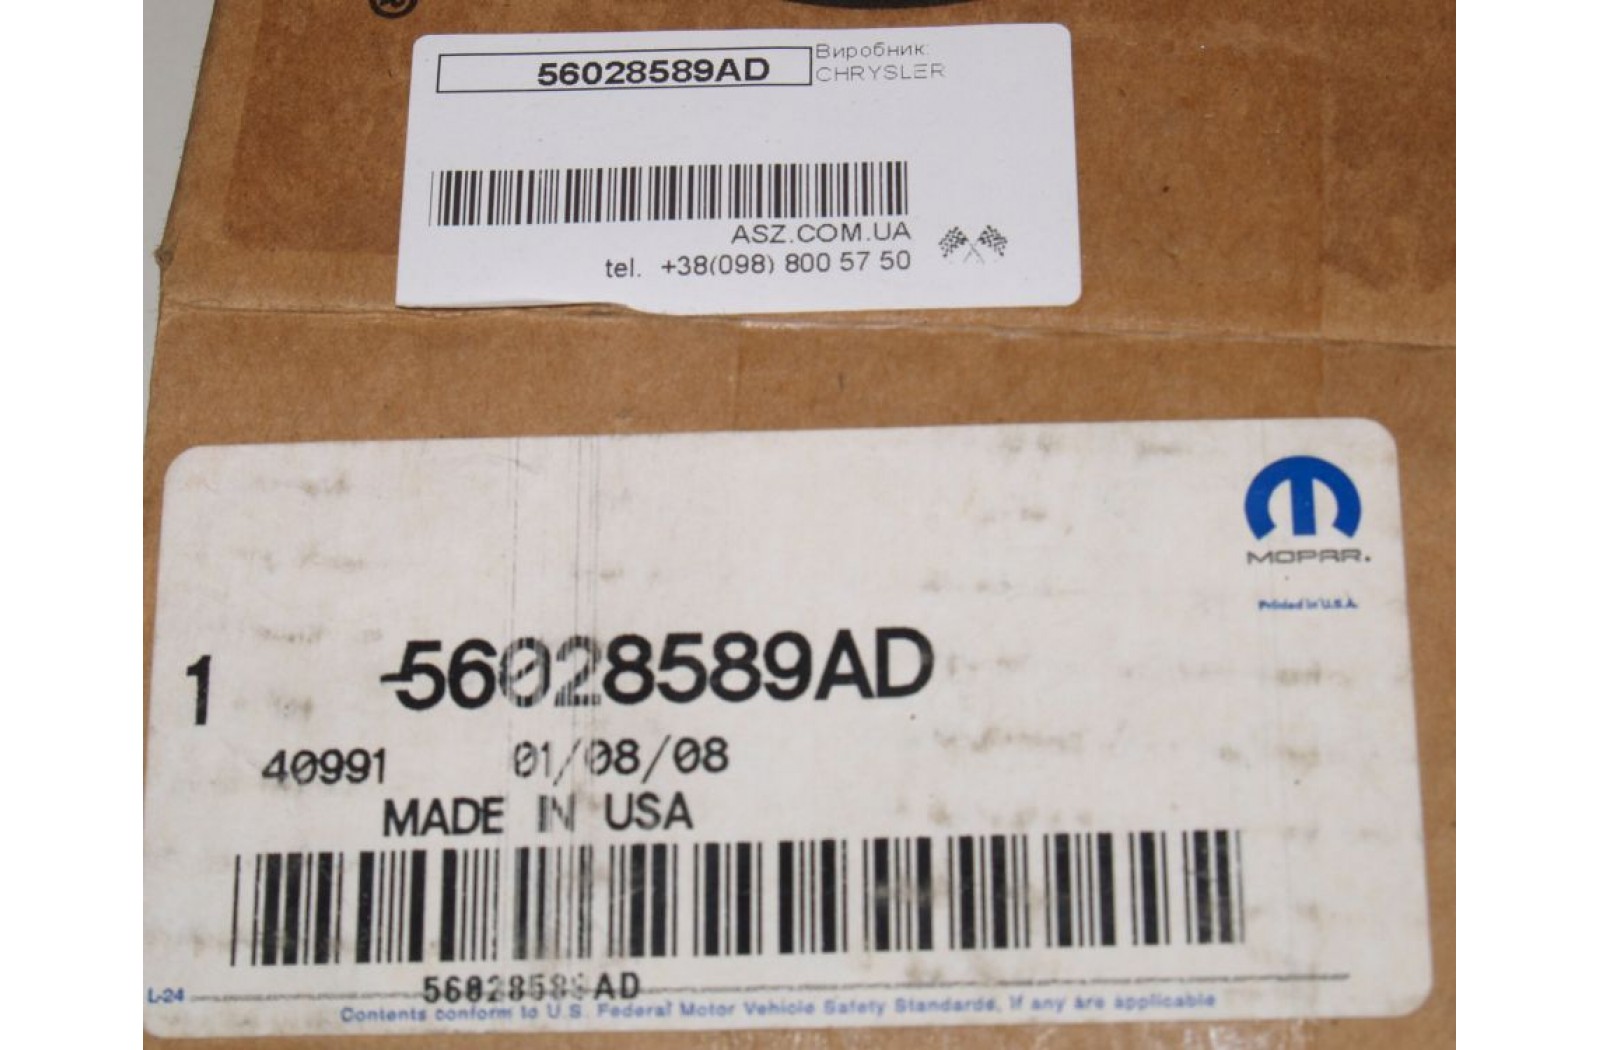 ®
56028589AD
Виробник:
CHRYSLER
ASZ.COM.UA
tel. +38(098) 800 57 50
MOPAR.
Printed in U.S.A.
1 -56028589AD
40991 01/08/08
MADE IN USA
56028589AD
L-24
Contents conform to U.S. Federal Motor Vehicle Safety Standards, if any are applicable